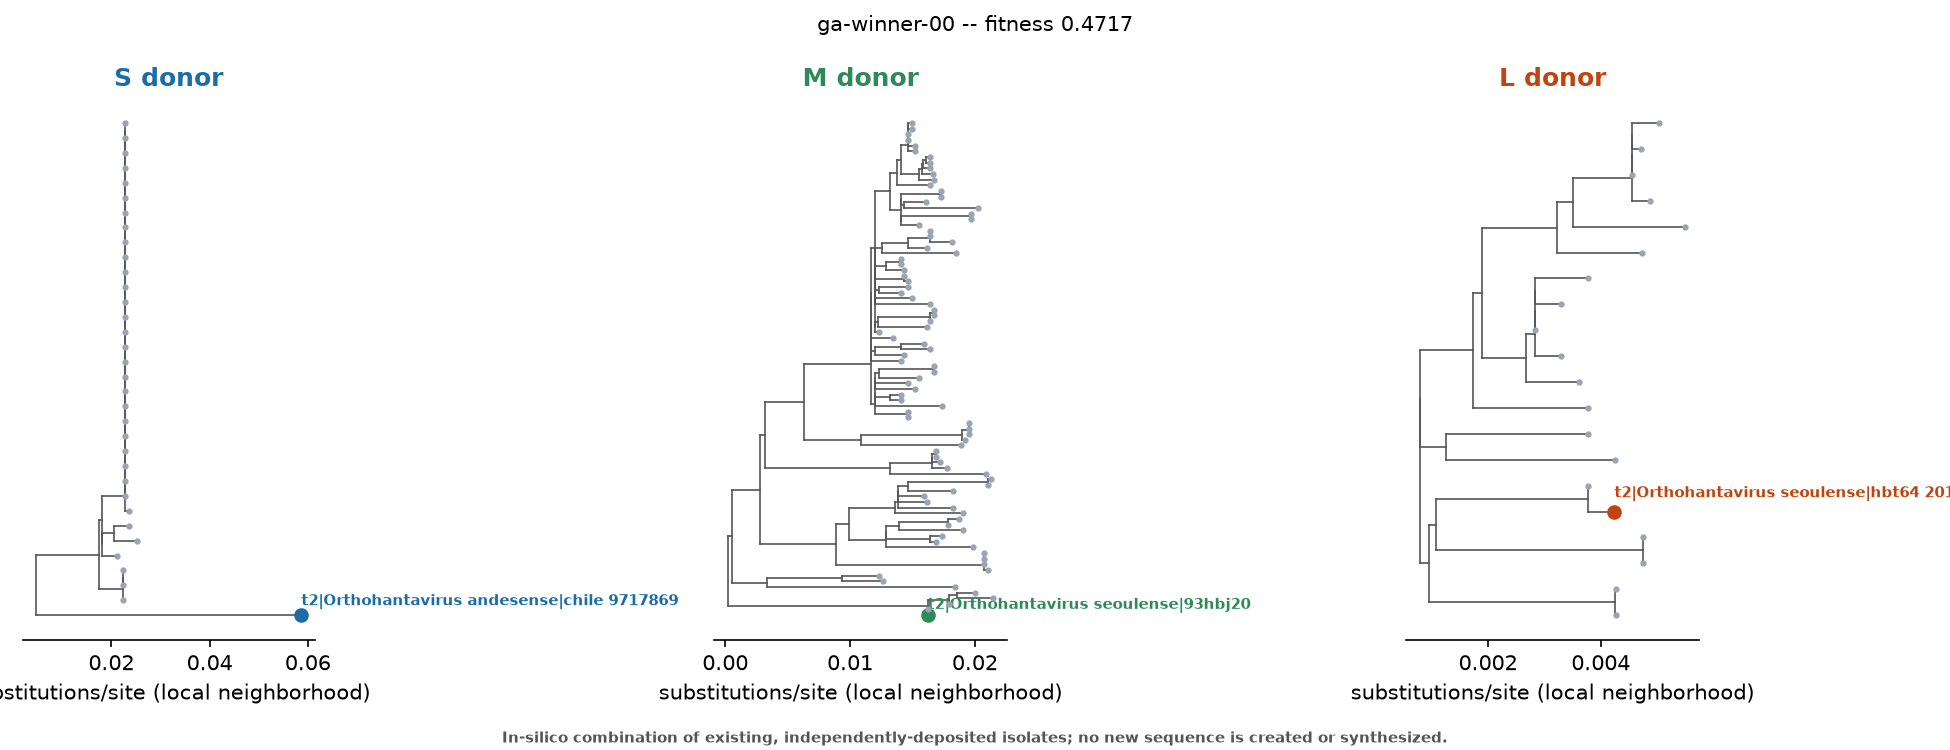 ga-winner-00 -- fitness 0.4717
S donor
M donor
L donor
t2|Orthohantavirus seoulense|hbt64 201
t2|Orthohantavirus andesense|chile 9717869
t2|Orthohantavirus seoulense|93hbj20
0.02 0.04 0.06
0.00 0.01 0.02
0.002 0.004
bstitutions/site (local neighborhood)
substitutions/site (local neighborhood)
substitutions/site (local neighborhood)
In-silico combination of existing, independently-deposited isolates; no new sequence is created or synthesized.